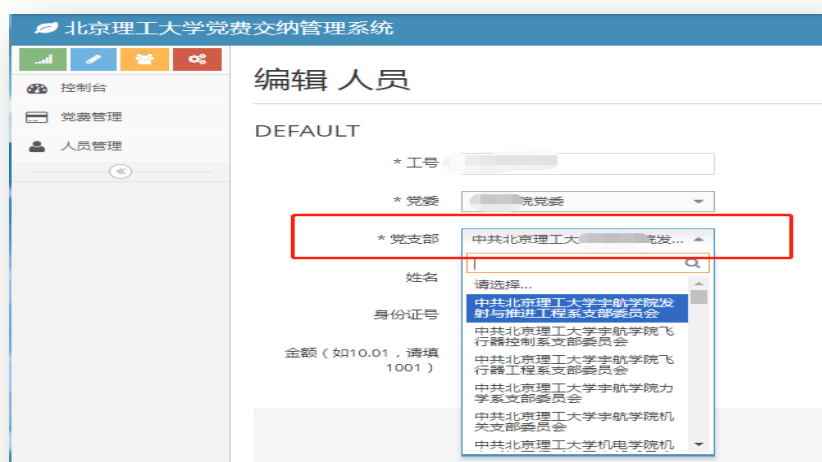 北京理工大学党费交纳管理系统
控制台
党费管理
人员管理
编辑 人员
DEFAULT
* 工号
* 党委
院党委
* 党支部
中共北京理工大 院发...
请选择...
中共北京理工大学宇航学院发
射与推进工程系支部委员会
中共北京理工大学宇航学院飞
行器控制系支部委员会
中共北京理工大学宇航学院飞
行器工程系支部委员会
中共北京理工大学宇航学院力
学系支部委员会
中共北京理工大学宇航学院机
关支部委员会
中共北京理工大学机电学院机
姓名
身份证号
金额（如10.01，请填
1001）